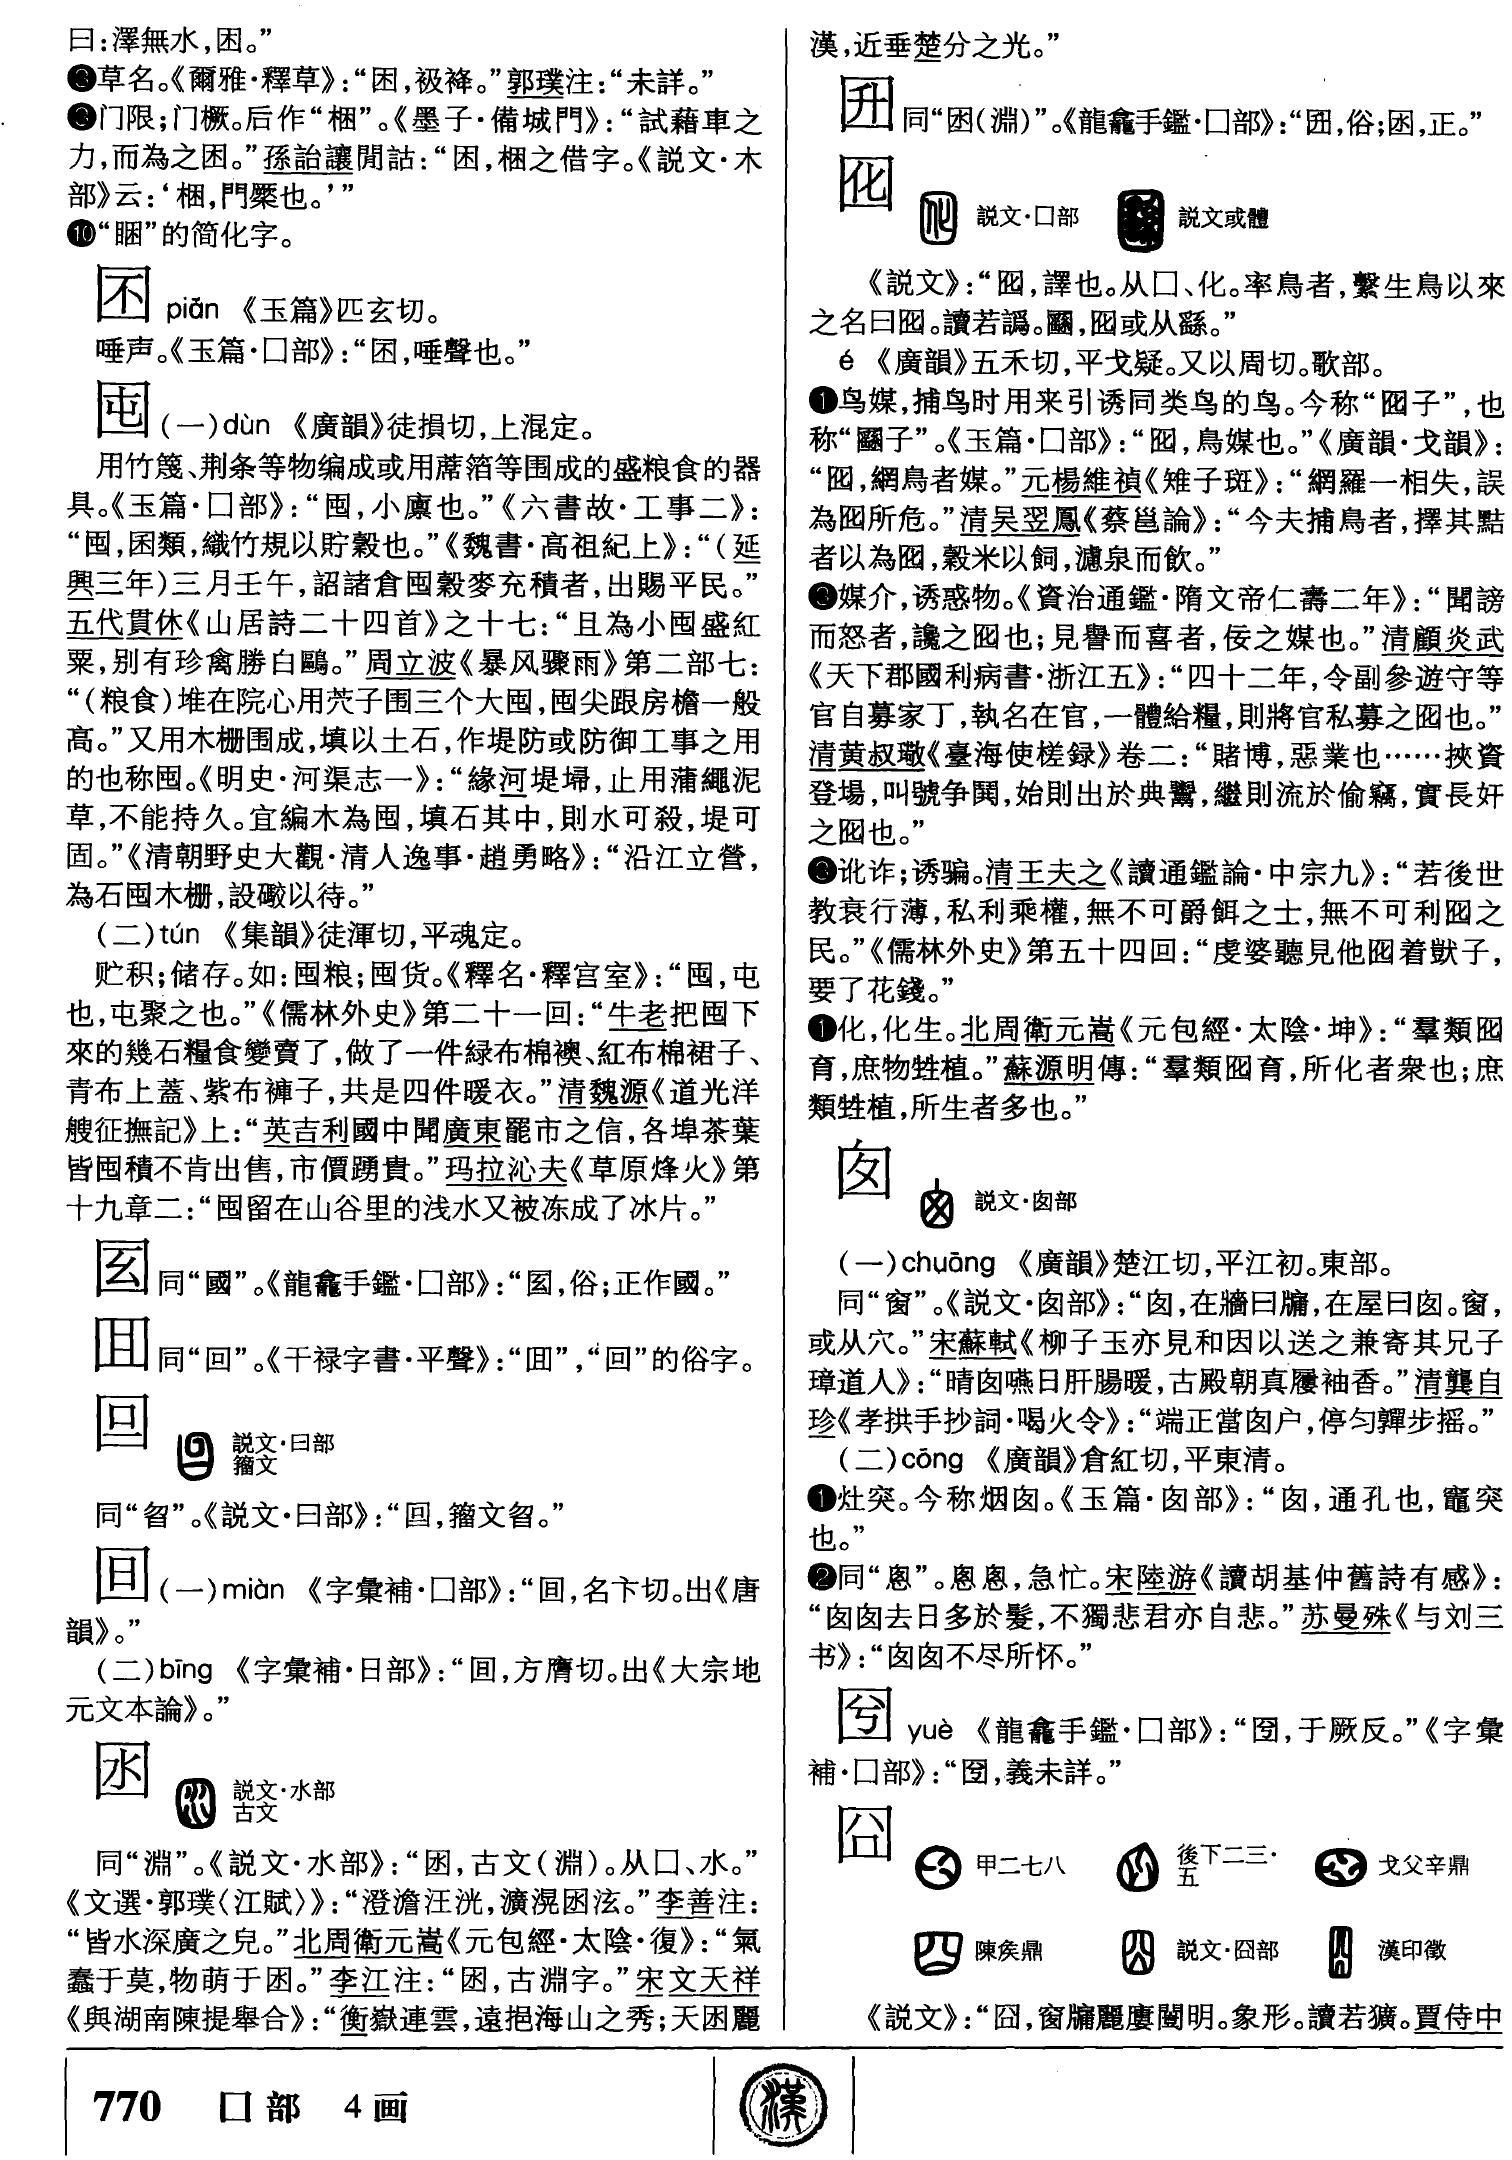 曰：澤無水，困。”
❽草名。《爾雅·釋草》：“困，衱袶。”郭璞注：“未詳。”
❾门限；门橛。后作“梱”。《墨子·備城門》：“試藉車之
力，而為之困。”孫詒讓閒詁：“困，梱之借字。《説文·木
部》云：‘梱，門橜也。’”
❿“睏”的简化字。
𡇈 piǎn 《玉篇》匹玄切。
唾声。《玉篇·囗部》：“𡇈，唾聲也。”
囤 (一)dùn 《廣韻》徒損切，上混定。
用竹篾、荆条等物编成或用蓆箔等围成的盛粮食的器
具。《玉篇·囗部》：“囤，小廪也。”《六書故·工事二》：
“囤，囷類，織竹規以貯穀也。”《魏書·高祖紀上》：“(延
興三年)三月壬午，詔諸倉囤穀麥充積者，出賜平民。”
五代貫休《山居詩二十四首》之十七：“且為小囤盛紅
粟，别有珍禽勝白鷗。”周立波《暴风骤雨》第二部七：
“(粮食)堆在院心用茓子围三个大囤，囤尖跟房檐一般
高。”又用木栅围成，填以土石，作堤防或防御工事之用
的也称囤。《明史·河渠志一》：“緣河堤埽，止用蒲繩泥
草，不能持久。宜編木為囤，填石其中，則水可殺，堤可
固。”《清朝野史大觀·清人逸事·趙勇略》：“沿江立營，
為石囤木栅，設礮以待。”
(二)tún 《集韻》徒渾切，平魂定。
贮积；储存。如：囤粮；囤货。《釋名·釋宫室》：“囤，屯
也，屯聚之也。”《儒林外史》第二十一回：“牛老把囤下
來的幾石糧食變賣了，做了一件緑布棉襖、紅布棉裙子、
青布上蓋、紫布褲子，共是四件暖衣。”清魏源《道光洋
艘征撫記》上：“英吉利國中聞廣東罷市之信，各埠茶葉
皆囤積不肯出售，市價踴貴。”玛拉沁夫《草原烽火》第
十九章二：“囤留在山谷里的浅水又被冻成了冰片。”
同“國”。《龍龕手鑑·囗部》：“，俗；正作國。”
囬 同“回”。《干禄字書·平聲》：“囬”，“回”的俗字。
説文·曰部
籀文
同“曶”。《説文·曰部》：“，籀文曶。”
(一)miàn 《字彙補·囗部》：“，名卞切。出《唐
韻》。”
(二)bīng 《字彙補·日部》：“，方膺切。出《大宗地
元文本論》。”
囦 説文·水部
古文
同“淵”。《説文·水部》：“囦，古文(淵)。从囗、水。”
《文選·郭璞〈江賦〉》：“澄澹汪洸，瀇滉囦泫。”李善注：
“皆水深廣之皃。”北周衛元嵩《元包經·太陰·復》：“氣
蠢于莫，物萌于囦。”李江注：“囦，古淵字。”宋文天祥
《與湖南陳提舉合》：“衡嶽連雲，遠挹海山之秀；天囦麗
漢，近垂楚分之光。”
同“囦(淵)”。《龍龕手鑑·囗部》：“，俗；囦，正。”
囮 説文·囗部 説文或體
《説文》：“囮，譯也。从囗、化。率鳥者，繫生鳥以來
之名曰囮。讀若譌。圝，囮或从繇。”
é 《廣韻》五禾切，平戈疑。又以周切。歌部。
❶鸟媒，捕鸟时用来引诱同类鸟的鸟。今称“囮子”，也
称“子”。《玉篇·囗部》：“囮，鳥媒也。”《廣韻·戈韻》：
“囮，網鳥者媒。”元楊維禎《雉子斑》：“網羅一相失，誤
為囮所危。”清吴翌鳳《蔡邕論》：“今夫捕鳥者，擇其黠
者以為囮，穀米以飼，濾泉而飲。”
❷媒介，诱惑物。《資治通鑑·隋文帝仁壽二年》：“聞謗
而怒者，讒之囮也；見譽而喜者，佞之媒也。”清顧炎武
《天下郡國利病書·浙江五》：“四十二年，令副參遊守等
官自募家丁，執名在官，一體給糧，則將官私募之囮也。”
清黄叔璥《臺海使槎録》卷二：“賭博，惡業也……挾資
登場，叫號争鬨，始則出於典鬻，繼則流於偷竊，實長奸
之囮也。”
❸讹诈；诱骗。清王夫之《讀通鑑論·中宗九》：“若後世
教衰行薄，私利乘權，無不可爵餌之士，無不可利囮之
民。”《儒林外史》第五十四回：“虔婆聽見他囮着獃子，
要了花錢。”
❹化，化生。北周衛元嵩《元包經·太陰·坤》：“羣類囮
育，庶物甡植。”蘇源明傳：“羣類囮育，所化者衆也；庶
類甡植，所生者多也。”
囱 説文·囱部
(一)chuāng 《廣韻》楚江切，平江初。東部。
同“窗”。《説文·囱部》：“囱，在牆曰牖，在屋曰囱。窗，
或从穴。”宋蘇軾《柳子玉亦見和因以送之兼寄其兄子
璋道人》：“晴囱嚥日肝腸暖，古殿朝真屨袖香。”清龔自
珍《孝拱手抄詞·喝火令》：“端正當囱户，停匀嚲步摇。”
(二)cōng 《廣韻》倉紅切，平東清。
❶灶突。今称烟囱。《玉篇·囱部》：“囱，通孔也，竈突
也。”
❷同“悤”。悤悤，急忙。宋陸游《讀胡基仲舊詩有感》：
“囱囱去日多於髮，不獨悲君亦自悲。”苏曼殊《与刘三
书》：“囱囱不尽所怀。”
yuè 《龍龕手鑑·囗部》：“，于厥反。”《字彙
補·囗部》：“，義未詳。”
囧 甲二七八 後下二三·五 戈父辛鼎
陳矦鼎 説文·囧部 漢印徵
《説文》：“囧，窗牖麗廔闓明。象形。讀若獷。賈侍中
770 囗部 4画
漢